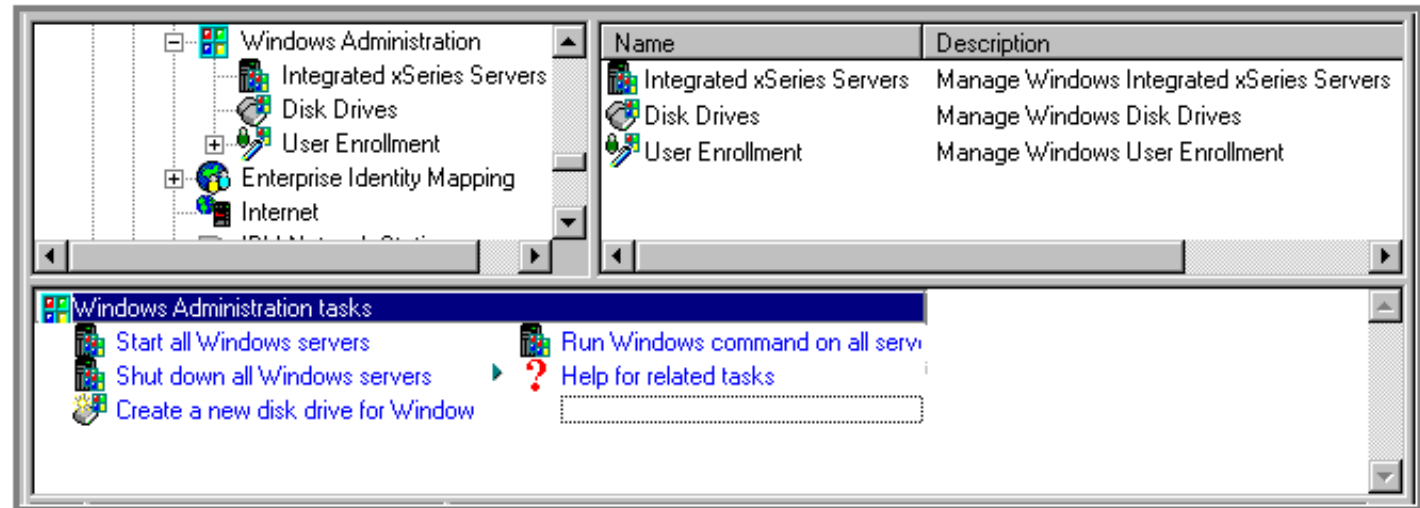 Windows Administration
Integrated xSeries Servers
Disk Drives
User Enrollment
Enterprise Identity Mapping
Internet
Name Description
Integrated xSeries Servers Manage Windows Integrated xSeries Servers
Disk Drives Manage Windows Disk Drives
User Enrollment Manage Windows User Enrollment
Windows Administration tasks
Start all Windows servers
Shut down all Windows servers
Create a new disk drive for Window
Run Windows command on all serv
Help for related tasks